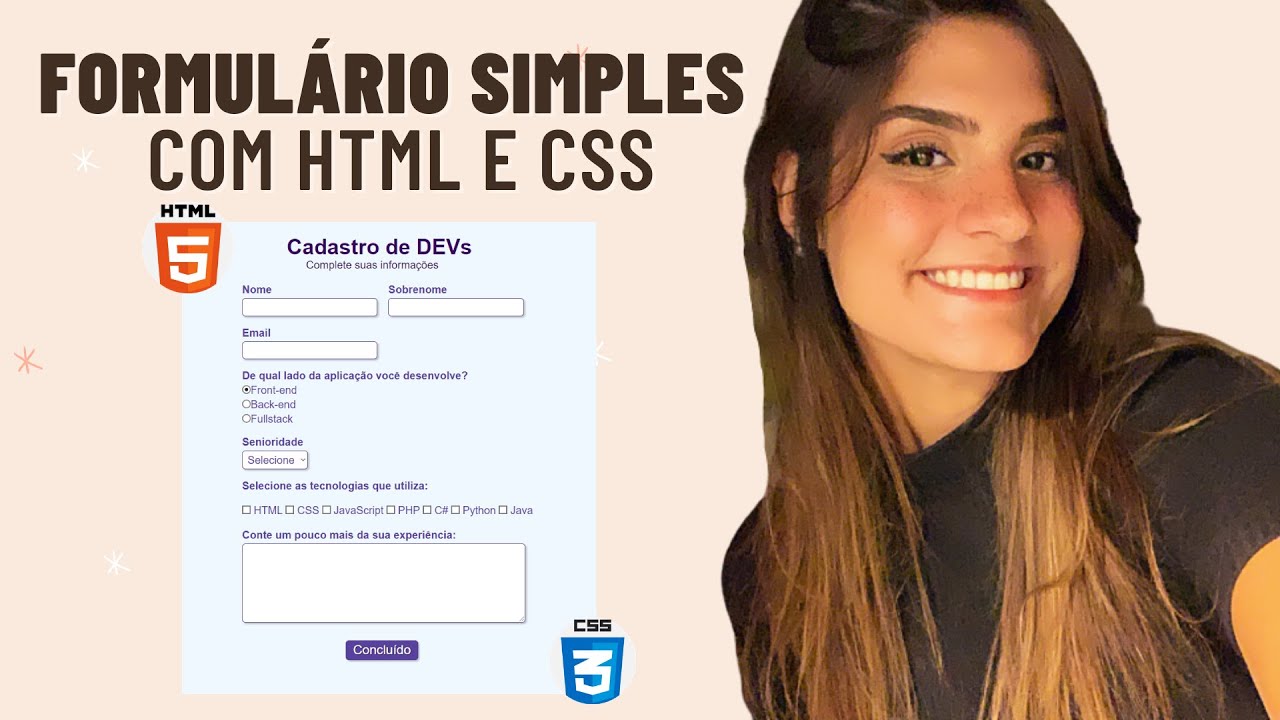 FORMULÁRIO SIMPLES
COM HTML E CSS
HTML
5
Cadastro de DEVs
Complete suas informações
Nome Sobrenome
Email
De qual lado da aplicação você desenvolve?
Front-end
Back-end
Fullstack
Senioridade
Selecione
Selecione as tecnologias que utiliza:
HTML CSS JavaScript PHP C# Python Java
Conte um pouco mais da sua experiência:
Concluído
CSS
3